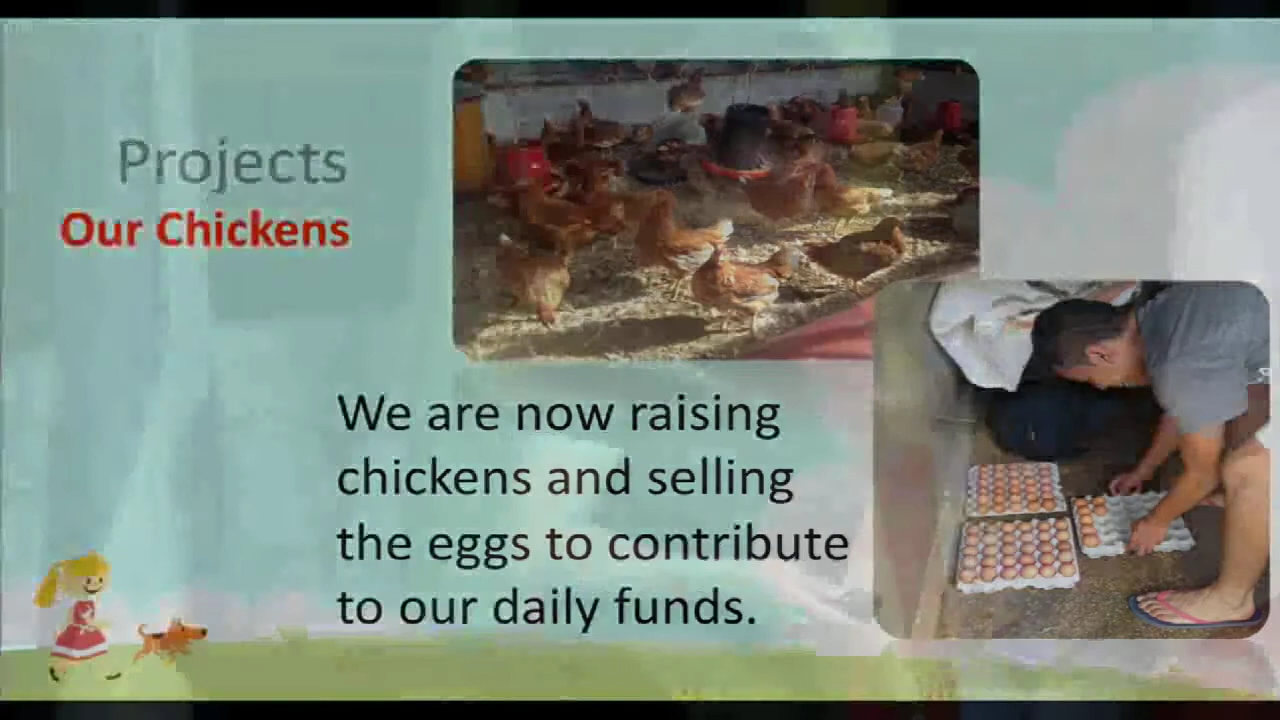 Projects
Our Chickens
We are now raising
chickens and selling
the eggs to contribute
to our daily funds.